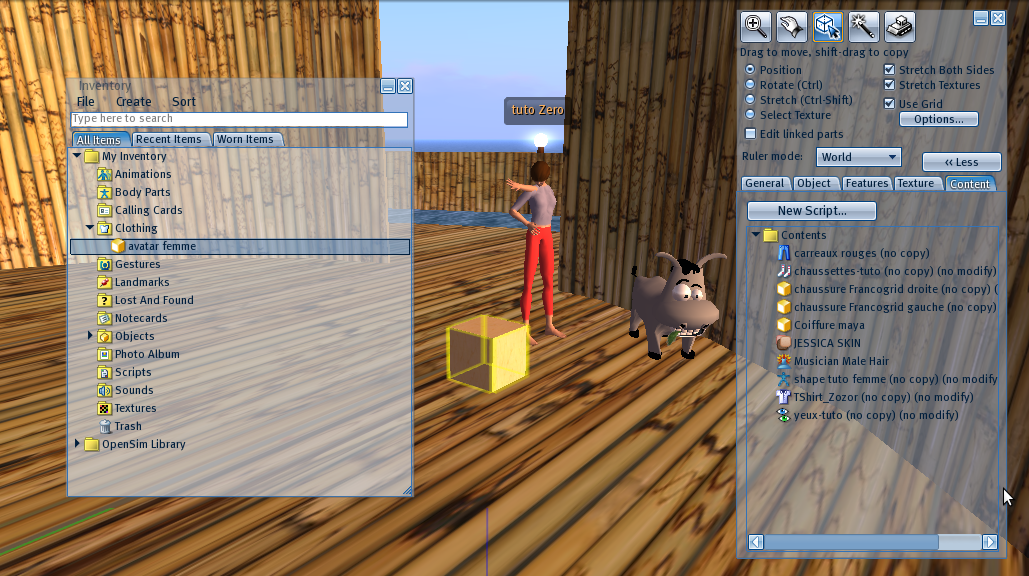 Inventory
File Create Sort
Type here to search
All Items Recent Items Worn Items
My Inventory
Animations
Body Parts
Calling Cards
Clothing
avatar femme
Gestures
Landmarks
Lost And Found
Notecards
Objects
Photo Album
Scripts
Sounds
Textures
Trash
OpenSim Library
tuto Zero
Drag to move, shift-drag to copy
Position
Rotate (Ctrl)
Stretch (Ctrl-Shift)
Select Texture
Edit linked parts
Stretch Both Sides
Stretch Textures
Use Grid
Options...
Ruler mode: World
<< Less
General Object Features Texture Content
New Script...
Contents
carreaux rouges (no copy)
chaussettes-tuto (no copy) (no modify)
chaussure Francogrid droite (no copy) (
chaussure Francogrid gauche (no copy)
Coiffure maya
JESSICA SKIN
Musician Male Hair
shape tuto femme (no copy) (no modify
TShirt_Zozor (no copy) (no modify)
yeux-tuto (no copy) (no modify)